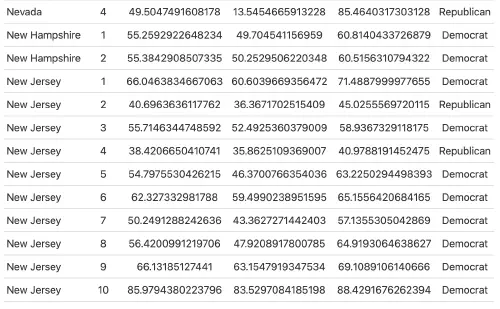 Nevada 4 49.5047491608178 13.5454665913228 85.4640317303128 Republican
New Hampshire 1 55.2592922648234 49.704541156959 60.8140433726879 Democrat
New Hampshire 2 55.3842908507335 50.2529506220348 60.5156310794322 Democrat
New Jersey 1 66.0463834667063 60.6039669356472 71.4887999977655 Democrat
New Jersey 2 40.6963636117762 36.3671702515409 45.0255569720115 Republican
New Jersey 3 55.7146344748592 52.4925360379009 58.9367329118175 Democrat
New Jersey 4 38.4206650410741 35.8625109369007 40.9788191452475 Republican
New Jersey 5 54.7975530426215 46.3700766354036 63.2250294498393 Democrat
New Jersey 6 62.327332981788 59.4990238951595 65.1556420684165 Democrat
New Jersey 7 50.2491288242636 43.3627271442403 57.1355305042869 Democrat
New Jersey 8 56.4200991219706 47.9208917800785 64.9193064638627 Democrat
New Jersey 9 66.13185127441 63.1547919347534 69.1089106140666 Democrat
New Jersey 10 85.9794380223796 83.5297084185198 88.4291676262394 Democrat